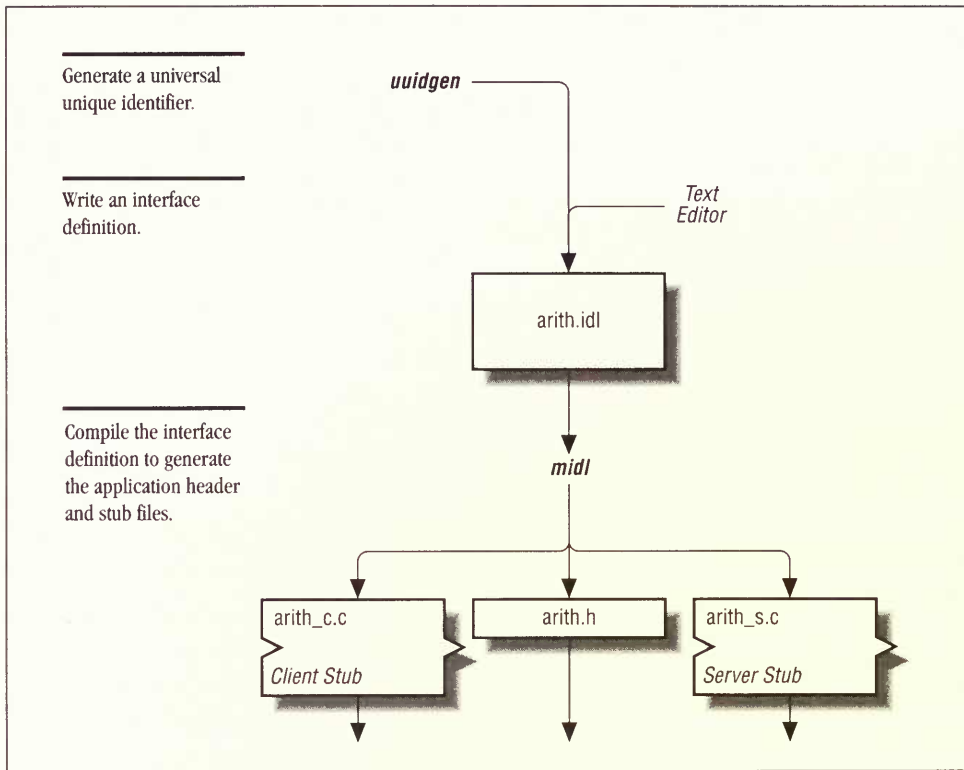 Generate a universal
unique identifier.
uuidgen
Write an interface
definition.
Text
Editor
arith.idl
Compile the interface
definition to generate
the application header
and stub files.
midl
arith_c.c
Client Stub
arith.h
arith_s.c
Server Stub